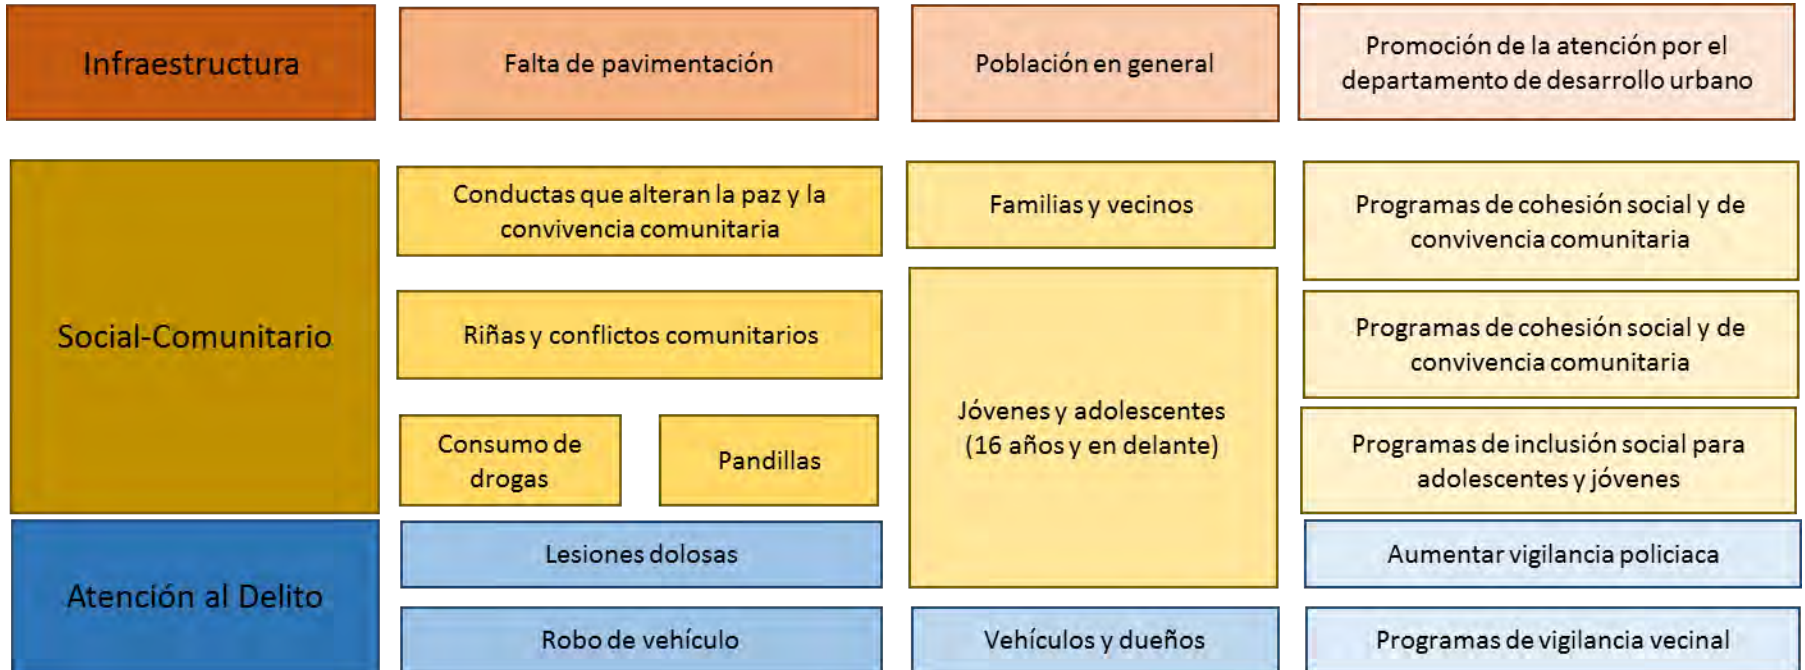 Infraestructura
Falta de pavimentación
Población en general
Promoción de la atención por el
departamento de desarrollo urbano
Social-Comunitario
Conductas que alteran la paz y la
convivencia comunitaria
Familias y vecinos
Programas de cohesión social y de
convivencia comunitaria
Riñas y conflictos comunitarios
Jóvenes y adolescentes
(16 años y en delante)
Programas de cohesión social y de
convivencia comunitaria
Consumo de
drogas
Pandillas
Programas de inclusión social para
adolescentes y jóvenes
Atención al Delito
Lesiones dolosas
Aumentar vigilancia policiaca
Robo de vehículo
Vehículos y dueños
Programas de vigilancia vecinal